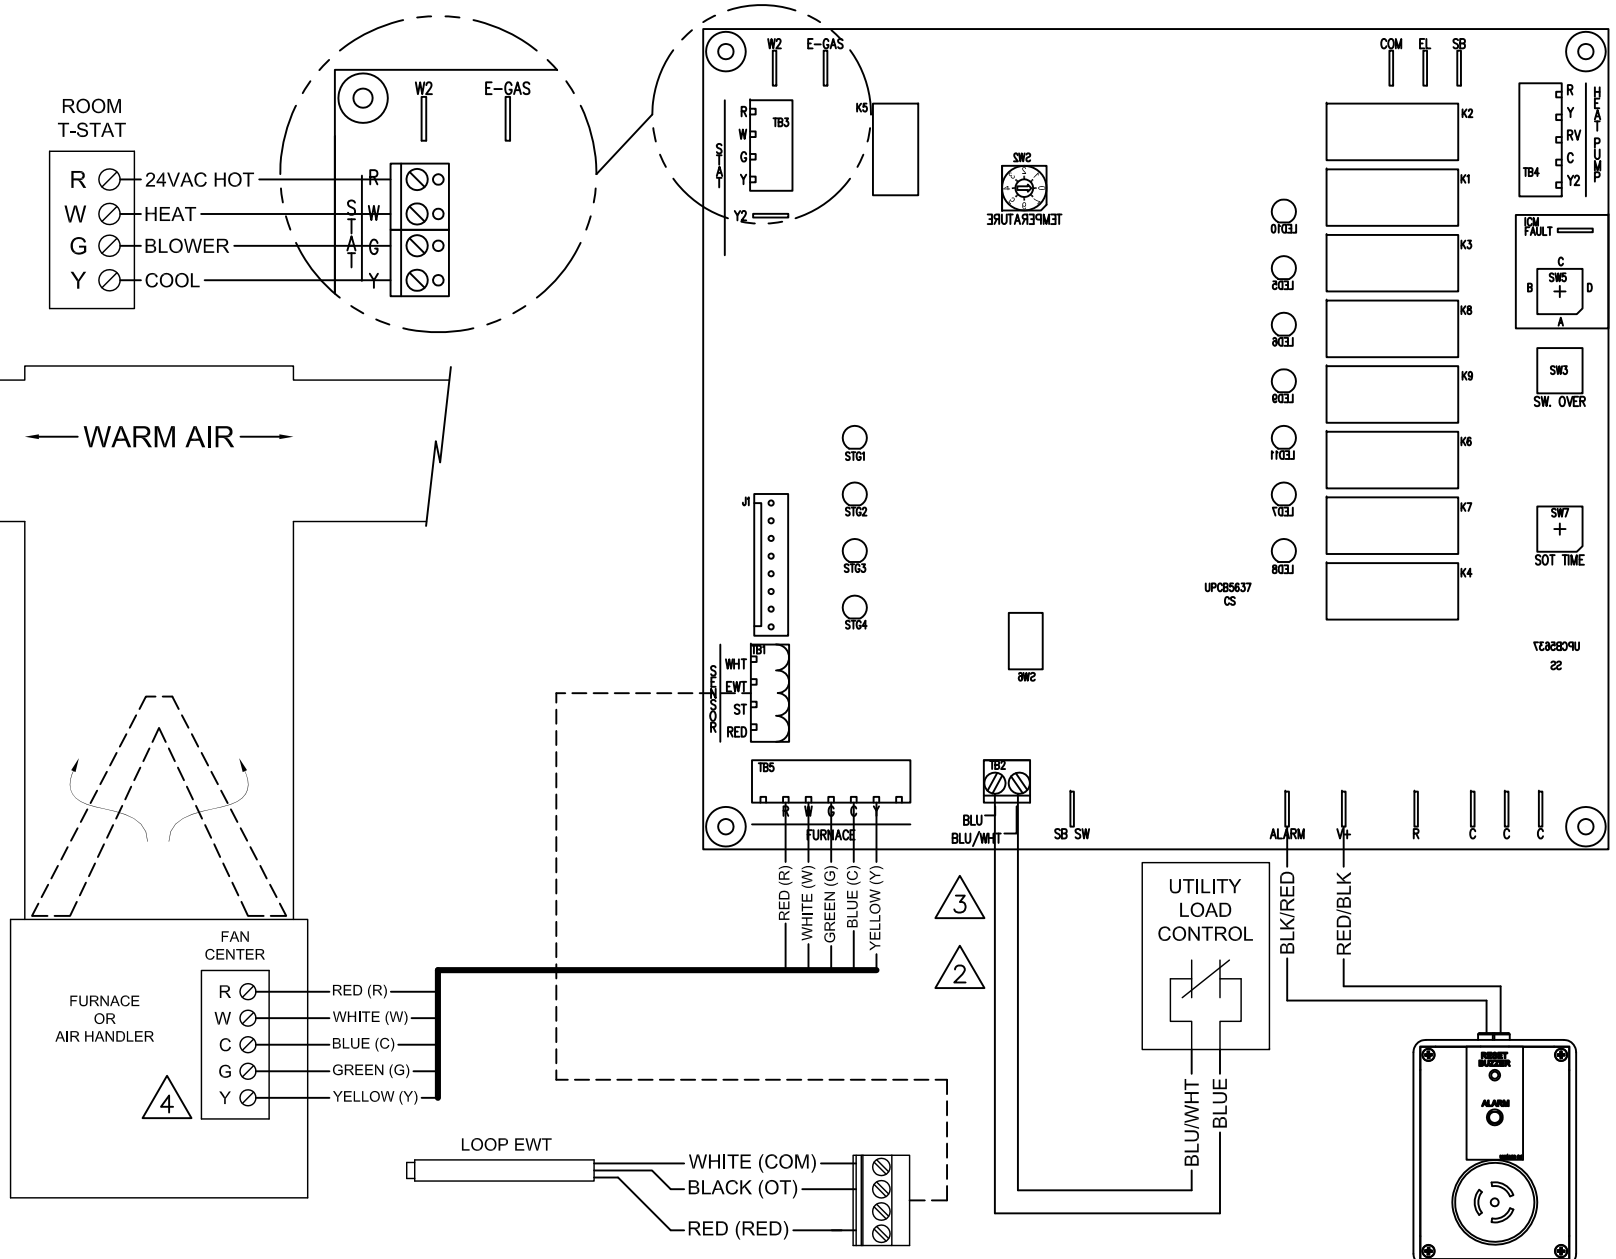 ROOM
T-STAT
R 24VAC HOT R
W HEAT W
G BLOWER G
Y COOL Y
STAT
W2 E-GAS
W2 E-GAS
COM EL SB
R
W
G
Y
TB3
K5
STAT
Y2
SW2
TEMPERATURE
K2
K1
K3
K8
K9
K6
K7
K4
R
Y
RV
C
Y2
TB4
HEAT PUMP
ICM
FAULT
C
B SW5 D
A
SW3
SW. OVER
SW7
SOT TIME
LED10
LED5
LED6
LED9
LED11
LED7
LED8
WARM AIR
STG1
STG2
STG3
STG4
J1
UPCB5637
CS
UPCB5637
SS
SW6
TB1
WHT
EWT
ST
RED
SENSOR
TB5
R W G C Y
FURNACE
TB2
BLU
BLU/WHT
SB SW
ALARM V+ R C C C
RED (R)
WHITE (W)
GREEN (G)
BLUE (C)
YELLOW (Y)
3
2
UTILITY
LOAD
CONTROL
BLK/RED
RED/BLK
FAN
CENTER
FURNACE
OR
AIR HANDLER
R RED (R)
W WHITE (W)
C BLUE (C)
G GREEN (G)
Y YELLOW (Y)
4
BLU/WHT
BLUE
RESET
BUZZER
ALARM
LOOP EWT
WHITE (COM)
BLACK (OT)
RED (RED)